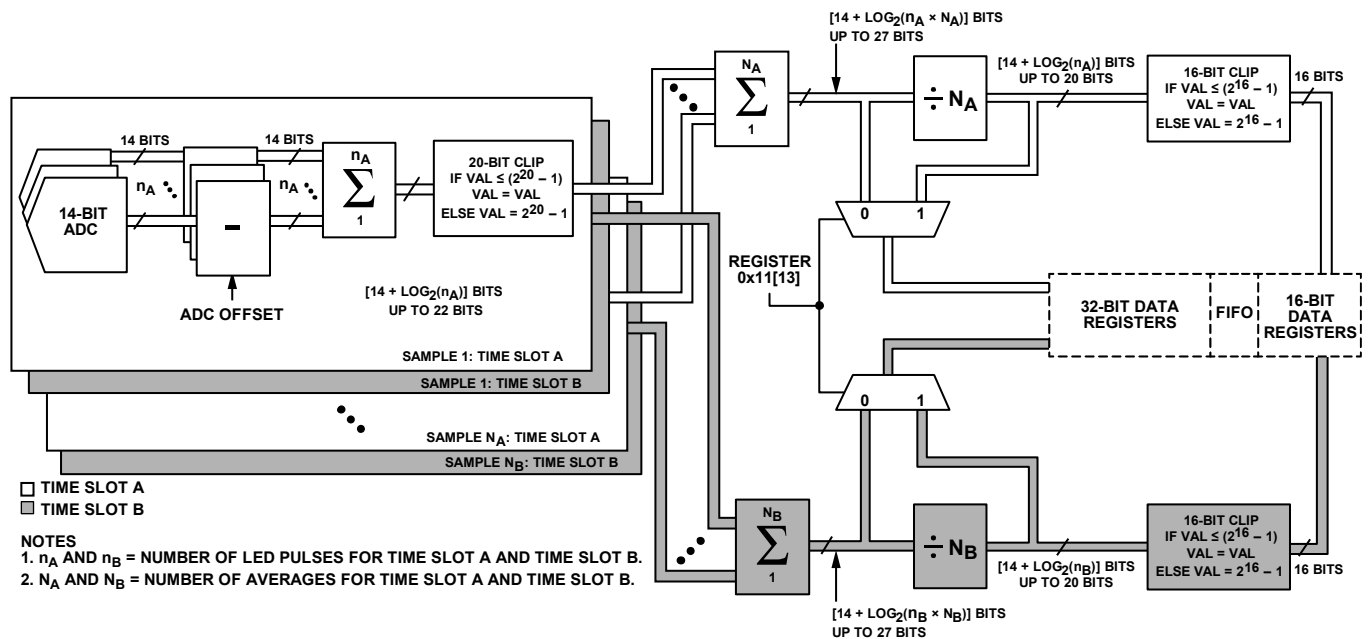 [14 + LOG2(nA × NA)] BITS
UP TO 27 BITS
14 BITS
14 BITS
nA
nA
14-BIT
ADC
–
ADC OFFSET
nA
∑
1
20-BIT CLIP
IF VAL ≤ (2^20 – 1)
VAL = VAL
ELSE VAL = 2^20 – 1
[14 + LOG2(nA)] BITS
UP TO 22 BITS
SAMPLE 1: TIME SLOT A
SAMPLE 1: TIME SLOT B
SAMPLE NA: TIME SLOT A
SAMPLE NB: TIME SLOT B
NA
∑
1
÷ NA
[14 + LOG2(nA)] BITS
UP TO 20 BITS
16-BIT CLIP
IF VAL ≤ (2^16 – 1)
VAL = VAL
ELSE VAL = 2^16 – 1
16 BITS
0 1
REGISTER
0x11[13]
32-BIT DATA
REGISTERS
FIFO
16-BIT
DATA
REGISTERS
0 1
NB
∑
1
÷ NB
[14 + LOG2(nB)] BITS
UP TO 20 BITS
16-BIT CLIP
IF VAL ≤ (2^16 – 1)
VAL = VAL
ELSE VAL = 2^16 – 1
16 BITS
[14 + LOG2(nB × NB)] BITS
UP TO 27 BITS
TIME SLOT A
TIME SLOT B
NOTES
1. nA AND nB = NUMBER OF LED PULSES FOR TIME SLOT A AND TIME SLOT B.
2. NA AND NB = NUMBER OF AVERAGES FOR TIME SLOT A AND TIME SLOT B.